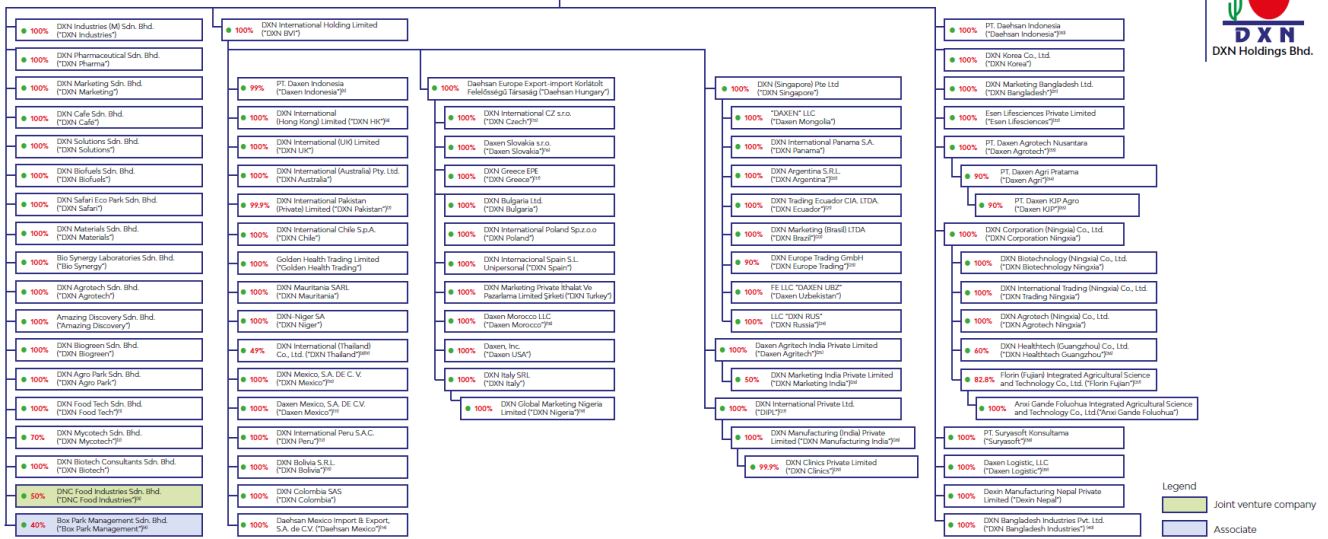 DXN
DXN Holdings Bhd.
100%
DXN Industries (M) Sdn. Bhd.
("DXN Industries")
100%
DXN Pharmaceutical Sdn. Bhd.
("DXN Pharma")
100%
DXN Marketing Sdn. Bhd.
("DXN Marketing")
100%
DXN Cafe Sdn. Bhd.
("DXN Café")
100%
DXN Solutions Sdn. Bhd.
("DXN Solutions")
100%
DXN Biofuels Sdn. Bhd.
("DXN Biofuels")
100%
DXN Safari Eco Park Sdn. Bhd.
("DXN Safari")
100%
DXN Materials Sdn. Bhd.
("DXN Materials")
100%
Bio Synergy Laboratories Sdn. Bhd.
("Bio Synergy")
100%
DXN Agrotech Sdn. Bhd.
("DXN Agrotech")
100%
Amazing Discovery Sdn. Bhd.
("Amazing Discovery")
100%
DXN Biogreen Sdn. Bhd.
("DXN Biogreen")
100%
DXN Agro Park Sdn. Bhd.
("DXN Agro Park")
100%
DXN Food Tech Sdn. Bhd.
("DXN Food Tech")
70%
DXN Mycotech Sdn. Bhd.
("DXN Mycotech")
100%
DXN Biotech Consultants Sdn. Bhd.
("DXN Biotech")
50%
DNC Food Industries Sdn. Bhd.
("DNC Food Industries")
40%
Box Park Management Sdn. Bhd.
("Box Park Management")
100%
DXN International Holding Limited
("DXN BVI")
99%
PT. Daxen Indonesia
("Daxen Indonesia")
100%
DXN International
(Hong Kong) Limited ("DXN HK")
100%
DXN International (UK) Limited
("DXN UK")
100%
DXN International (Australia) Pty. Ltd.
("DXN Australia")
99.9%
DXN International Pakistan
(Private) Limited ("DXN Pakistan")
100%
DXN International Chile S.p.A.
("DXN Chile")
100%
Golden Health Trading Limited
("Golden Health Trading")
100%
DXN Mauritania SARL
("DXN Mauritania")
100%
DXN-Niger SA
("DXN Niger")
49%
DXN International (Thailand)
Co., Ltd. ("DXN Thailand")
100%
DXN Mexico, S.A. DE C. V.
("DXN Mexico")
100%
Daxen Mexico, S.A. DE C.V.
("Daxen Mexico")
100%
DXN International Peru S.A.C.
("DXN Peru")
100%
DXN Bolivia S.R.L.
("DXN Bolivia")
100%
DXN Colombia SAS
("DXN Colombia")
100%
Daehsan Mexico Import & Export,
S.A. de C.V. ("Daehsan Mexico")
100%
Daehsan Europe Export-import Korlátolt
Felelősségű Társaság ("Daehsan Hungary")
100%
DXN International CZ s.r.o.
("DXN Czech")
100%
Daxen Slovakia s.r.o.
("Daxen Slovakia")
100%
DXN Greece EPE
("DXN Greece")
100%
DXN Bulgaria Ltd.
("DXN Bulgaria")
100%
DXN International Poland Sp.z.o.o
("DXN Poland")
100%
DXN Internacional Spain S.L.
Unipersonal ("DXN Spain")
100%
DXN Marketing Private İthalat Ve
Pazarlama Limited Şirketi ("DXN Turkey")
100%
Daxen Morocco LLC
("Daxen Morocco")
100%
Daxen, Inc.
("Daxen USA")
100%
DXN Italy SRL
("DXN Italy")
100%
DXN Global Marketing Nigeria
Limited ("DXN Nigeria")
100%
DXN (Singapore) Pte Ltd
("DXN Singapore")
100%
"DAXEN" LLC
("Daxen Mongolia")
100%
DXN International Panama S.A.
("DXN Panama")
100%
DXN Argentina S.R.L.
("DXN Argentina")
100%
DXN Trading Ecuador CIA. LTDA.
("DXN Ecuador")
100%
DXN Marketing (Brasil) LTDA
("DXN Brazil")
90%
DXN Europe Trading GmbH
("DXN Europe Trading")
100%
FE LLC "DAXEN UBZ"
("Daxen Uzbekistan")
100%
LLC "DXN RUS"
("DXN Russia")
100%
Daxen Agritech India Private Limited
("Daxen Agritech")
50%
DXN Marketing India Private Limited
("DXN Marketing India")
100%
DXN International Private Ltd.
("DIPL")
100%
DXN Manufacturing (India) Private
Limited ("DXN Manufacturing India")
99.9%
DXN Clinics Private Limited
("DXN Clinics")
100%
PT. Daehsan Indonesia
("Daehsan Indonesia")
100%
DXN Korea Co., Ltd.
("DXN Korea")
100%
DXN Marketing Bangladesh Ltd.
("DXN Bangladesh")
100%
Esen Lifesciences Private Limited
("Esen Lifesciences")
100%
PT. Daxen Agrotech Nusantara
("Daxen Agrotech")
90%
PT. Daxen Agri Pratama
("Daxen Agri")
90%
PT. Daxen KJP Agro
("Daxen KJP")
100%
DXN Corporation (Ningxia) Co., Ltd.
("DXN Corporation Ningxia")
100%
DXN Biotechnology (Ningxia) Co., Ltd.
("DXN Biotechnology Ningxia")
100%
DXN International Trading (Ningxia) Co., Ltd.
("DXN Trading Ningxia")
100%
DXN Agrotech (Ningxia) Co., Ltd.
("DXN Agrotech Ningxia")
60%
DXN Healthtech (Guangzhou) Co., Ltd.
("DXN Healthtech Guangzhou")
82.8%
Florin (Fujian) Integrated Agricultural Science
and Technology Co., Ltd. ("Florin Fujian")
100%
Anxi Gande Foluohua Integrated Agricultural Science
and Technology Co., Ltd.("Anxi Gande Foluohua")
100%
PT. Suryasoft Konsultama
("Suryasoft")
100%
Daxen Logistic, LLC
("Daxen Logistic")
100%
Dexin Manufacturing Nepal Private
Limited ("Dexin Nepal")
100%
DXN Bangladesh Industries Pvt. Ltd.
("DXN Bangladesh Industries")
Legend
Joint venture company
Associate